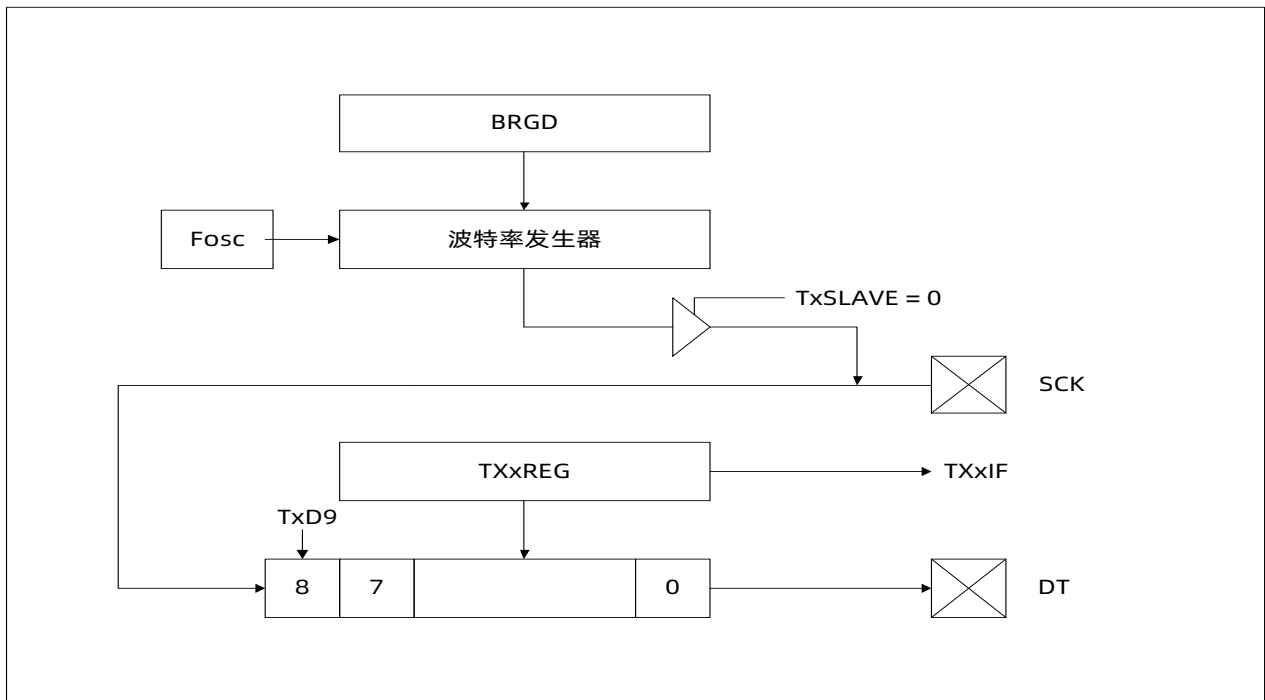 BRGD
Fosc
波特率发生器
TxSLAVE = 0
SCK
TXxREG
TXxIF
TxD9
8
7
0
DT